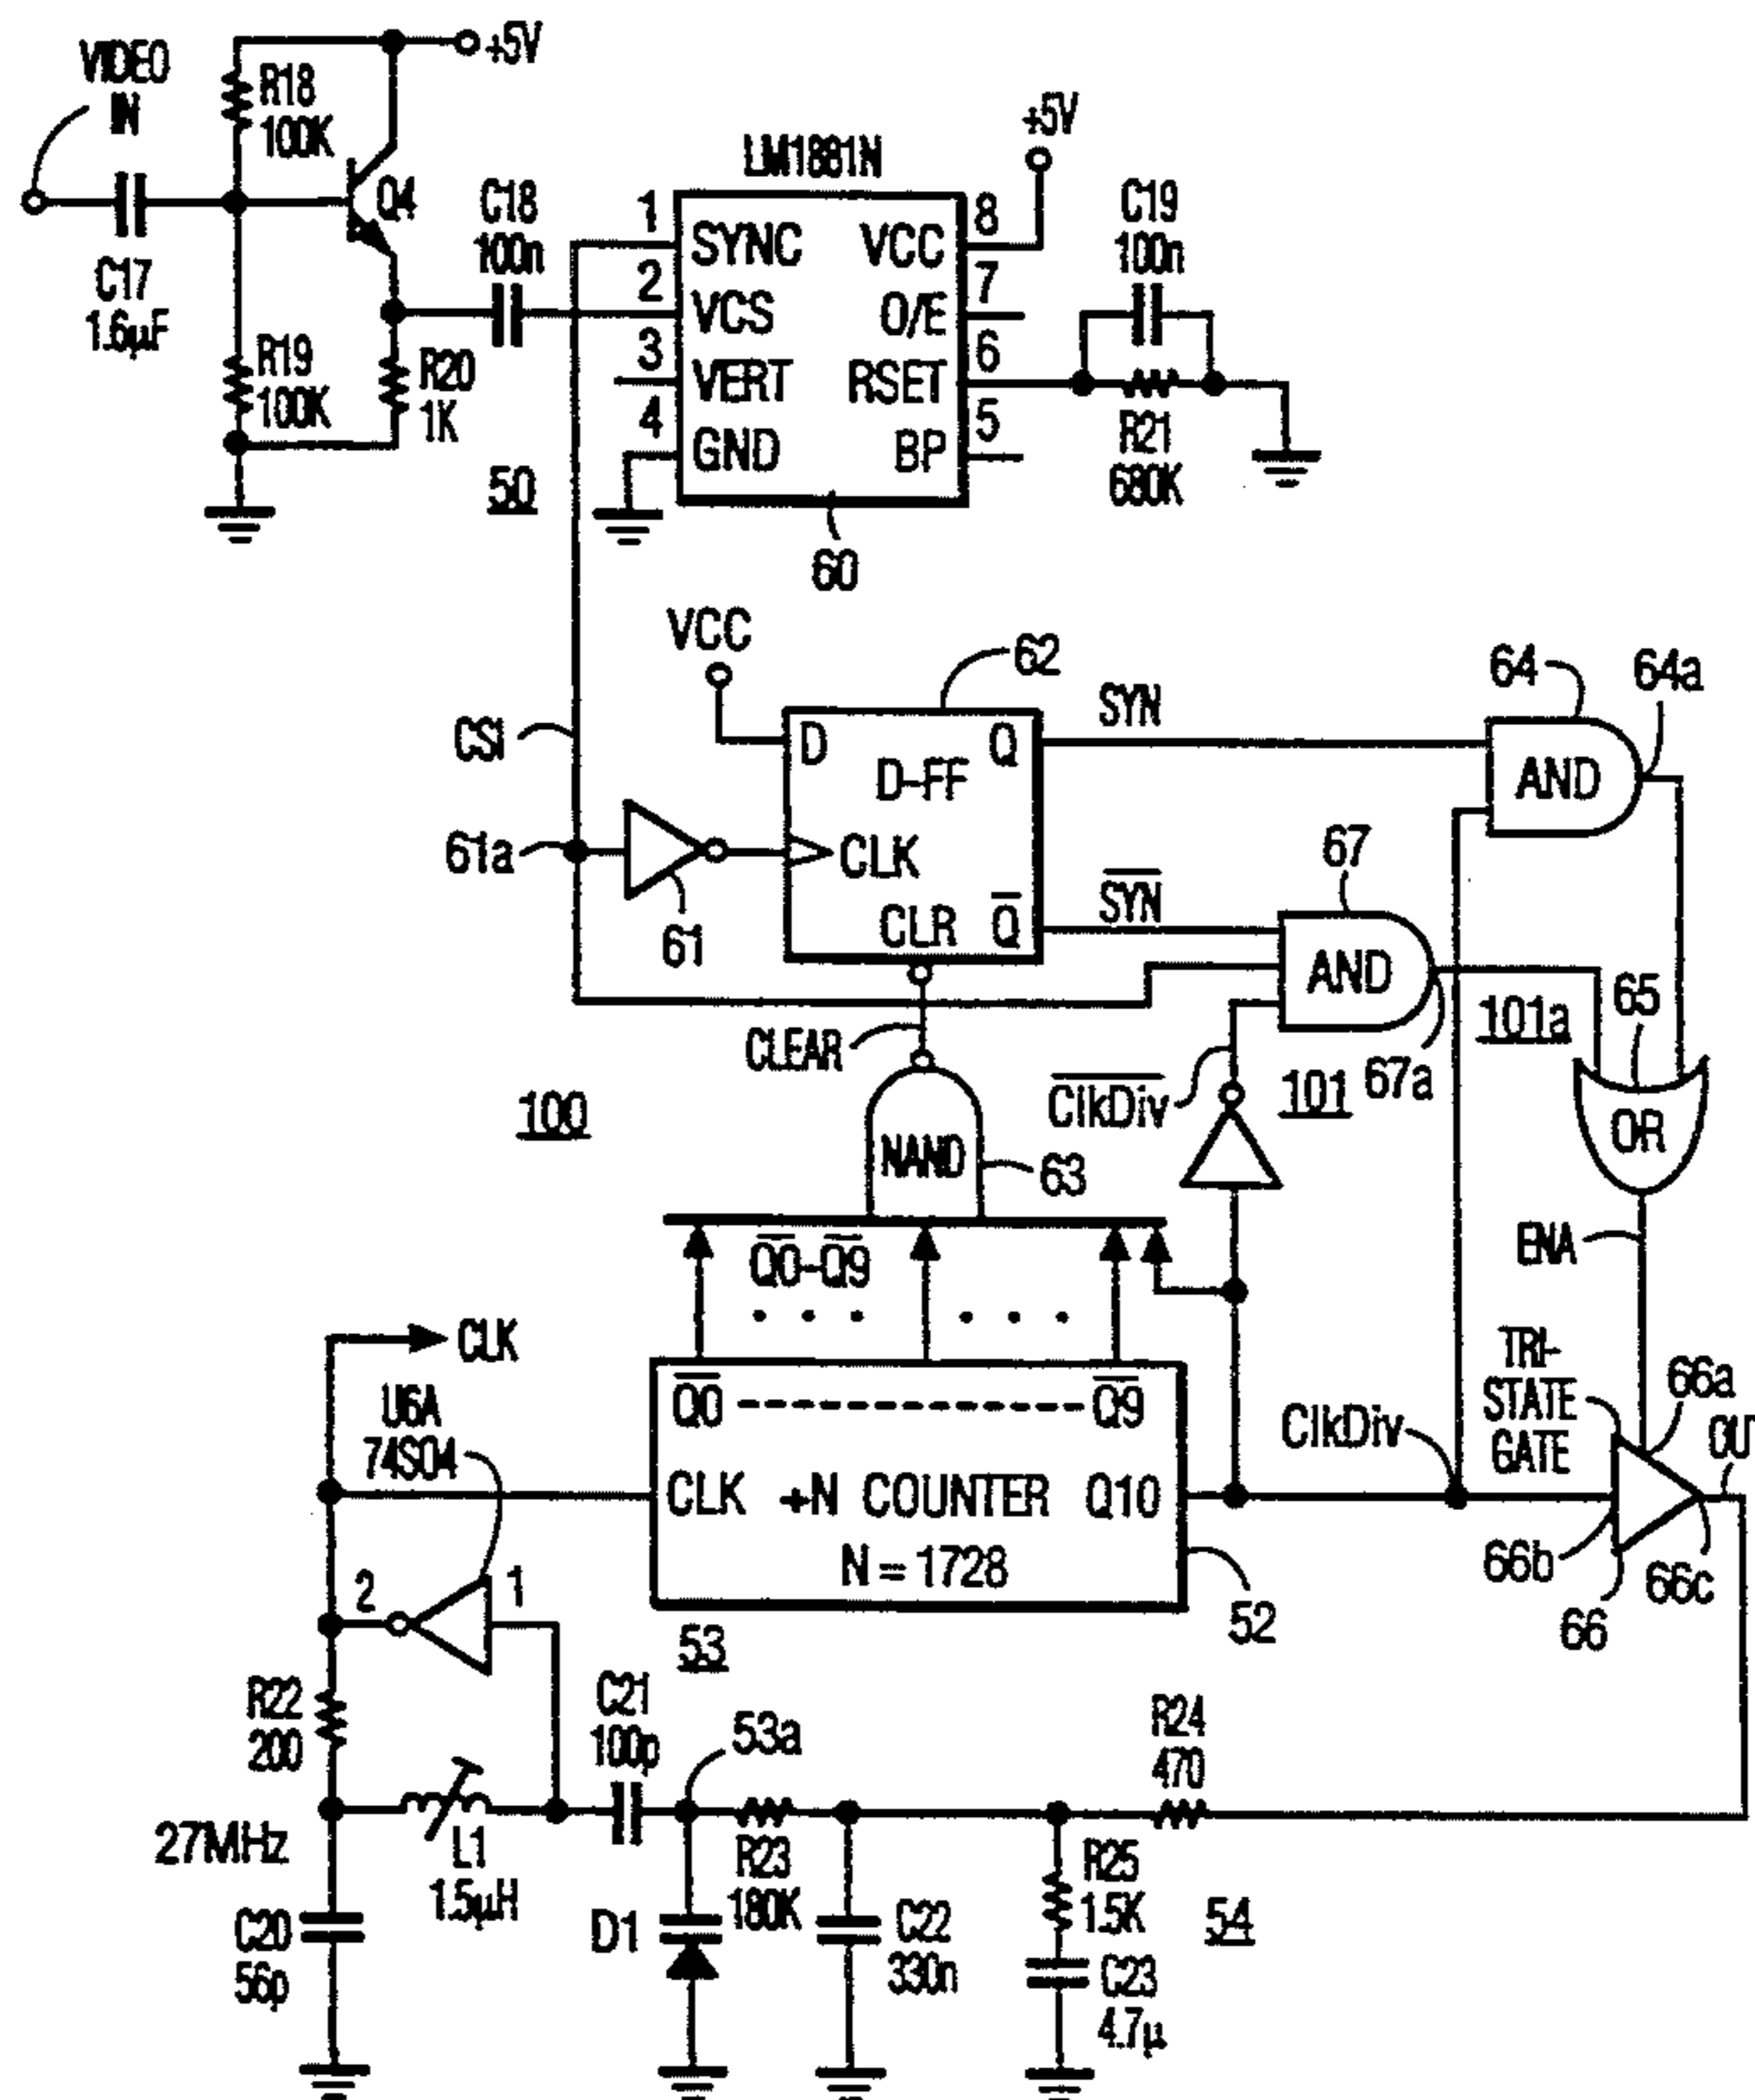 VIDEO
IN
+5V
R18
100K
Q4
C17
1.6µF
R19
100K
R20
1K
C18
100n
50
LM1881N
1
2
3
4
SYNC
VCS
VERT
GND
VCC
O/E
RSET
BP
8
7
6
5
+5V
C19
100n
R21
680K
60
VCC
62
CSI
61a
61
D
Q
D-FF
CLK
CLR
Q̅
SYN
S̅Y̅N̅
64
64a
AND
67
AND
67a
101a
101
65
OR
CLEAR
100
NAND
63
C̅l̅k̅D̅i̅v̅
ENA
Q̅0̅-Q̅9̅
. . . . . .
CLK
U6A
74S04
Q̅0̅ ------------ Q̅9̅
CLK +N COUNTER Q10
N = 1728
ClkDiv
TRI-
STATE
GATE
66a
OU
66b
66
66c
52
53
2
1
R22
200
C21
100p
53a
R24
470
27MHz
L1
1.5µH
R23
180K
R25
1.5K
54
C20
56p
D1
C22
330n
C23
4.7µ